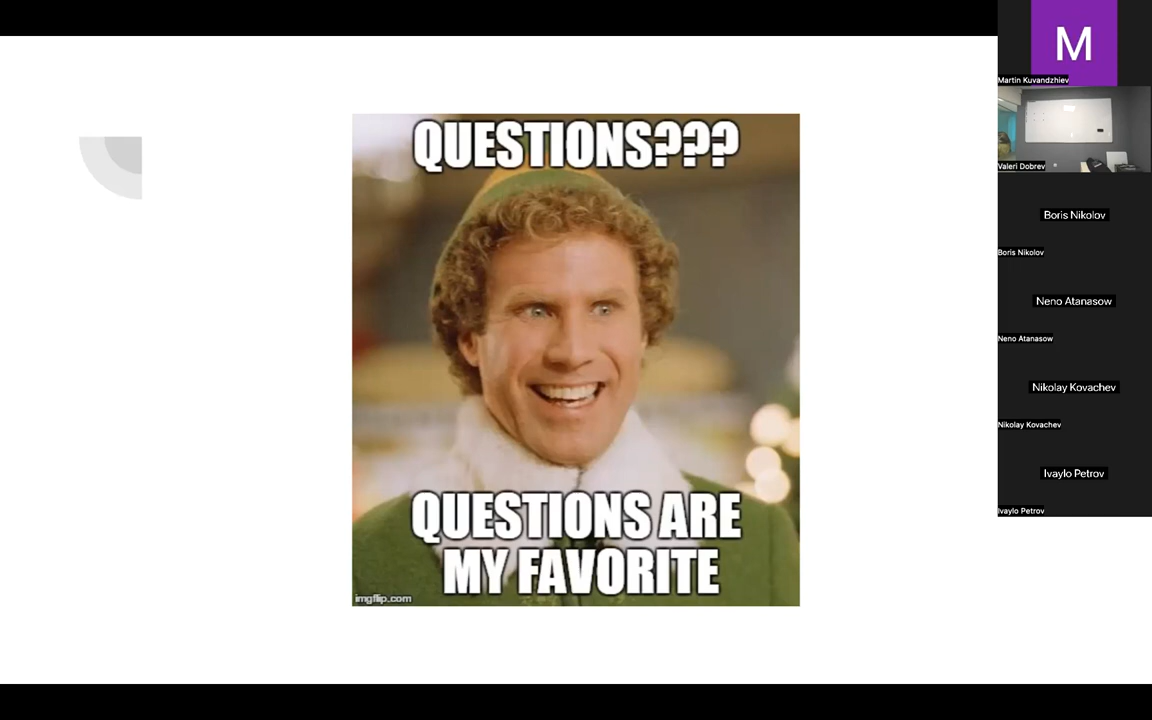 QUESTIONS???
QUESTIONS ARE
MY FAVORITE
imgflip.com
M
Martin Kuvandzhiev
Valeri Dobrev
Boris Nikolov
Boris Nikolov
Neno Atanasow
Neno Atanasow
Nikolay Kovachev
Nikolay Kovachev
Ivaylo Petrov
Ivaylo Petrov